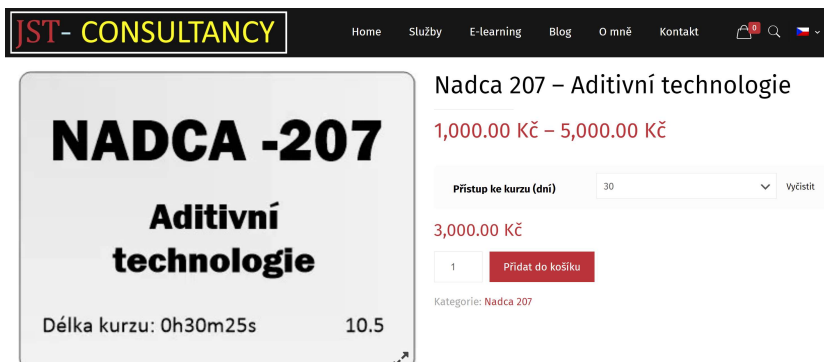 JST- CONSULTANCY
Home Služby E-learning Blog O mně Kontakt 0
NADCA -207
Aditivní
technologie
Délka kurzu: 0h30m25s 10.5
Nadca 207 – Aditivní technologie
1,000.00 Kč – 5,000.00 Kč
Přístup ke kurzu (dní) 30 Vyčistit
3,000.00 Kč
1 Přidat do košíku
Kategorie: Nadca 207